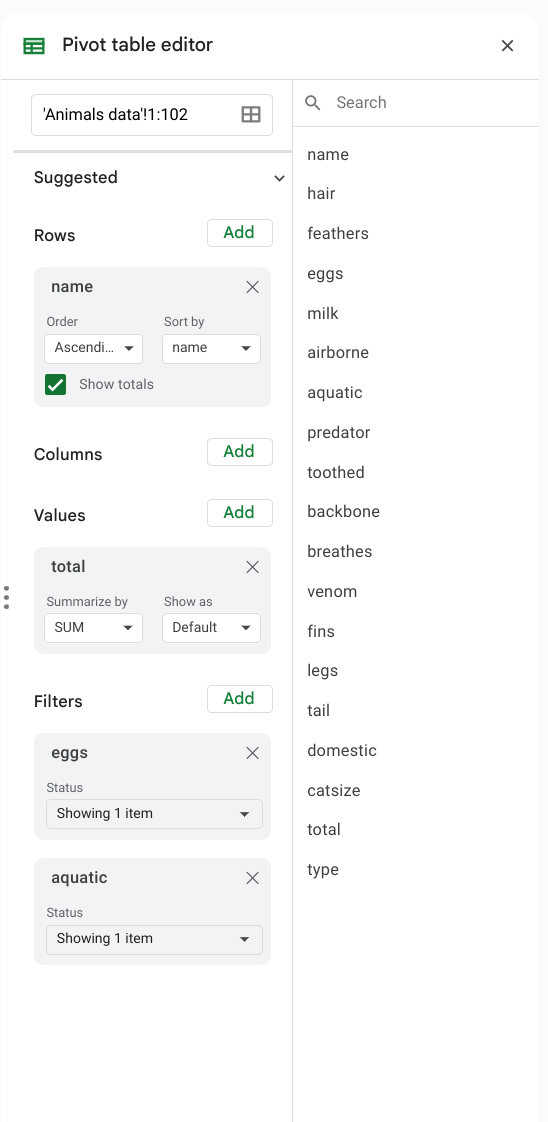 Pivot table editor
'Animals data'!1:102
Suggested
Rows
Add
name
Order
Sort by
Ascendi...
name
Show totals
Columns
Add
Values
Add
total
Summarize by
Show as
SUM
Default
Filters
Add
eggs
Status
Showing 1 item
aquatic
Status
Showing 1 item
Search
name
hair
feathers
eggs
milk
airborne
aquatic
predator
toothed
backbone
breathes
venom
fins
legs
tail
domestic
catsize
total
type